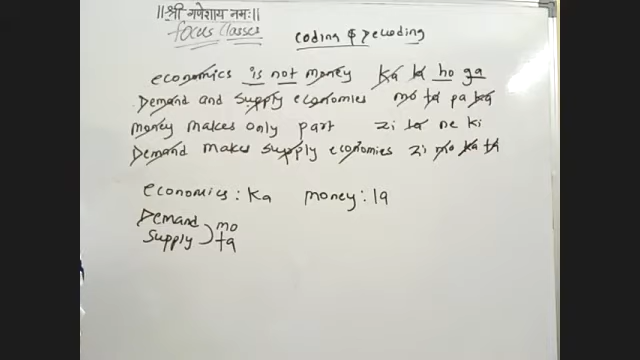 ||श्री गणेशाय नमः||
focus Classes
coding & Decoding
economics is not money ka la ho ga
Demand and supply economies mo ta pa ka
money makes only part zi la ne ki
Demand makes supply economies zi mo ka ta
economics : ka money : la
Demand mo
supply ta